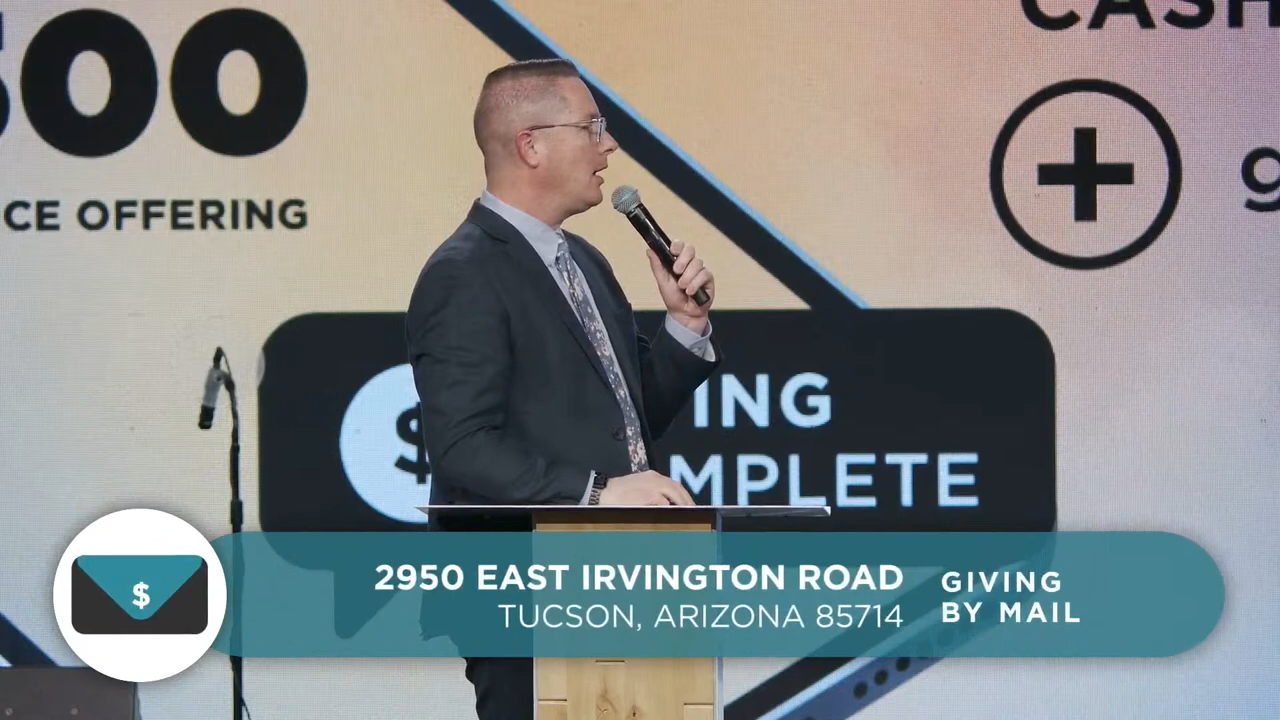 500
CASH
CE OFFERING
+
g
$
ING
MPLETE
$
2950 EAST IRVINGTON ROAD
TUCSON, ARIZONA 85714
GIVING
BY MAIL